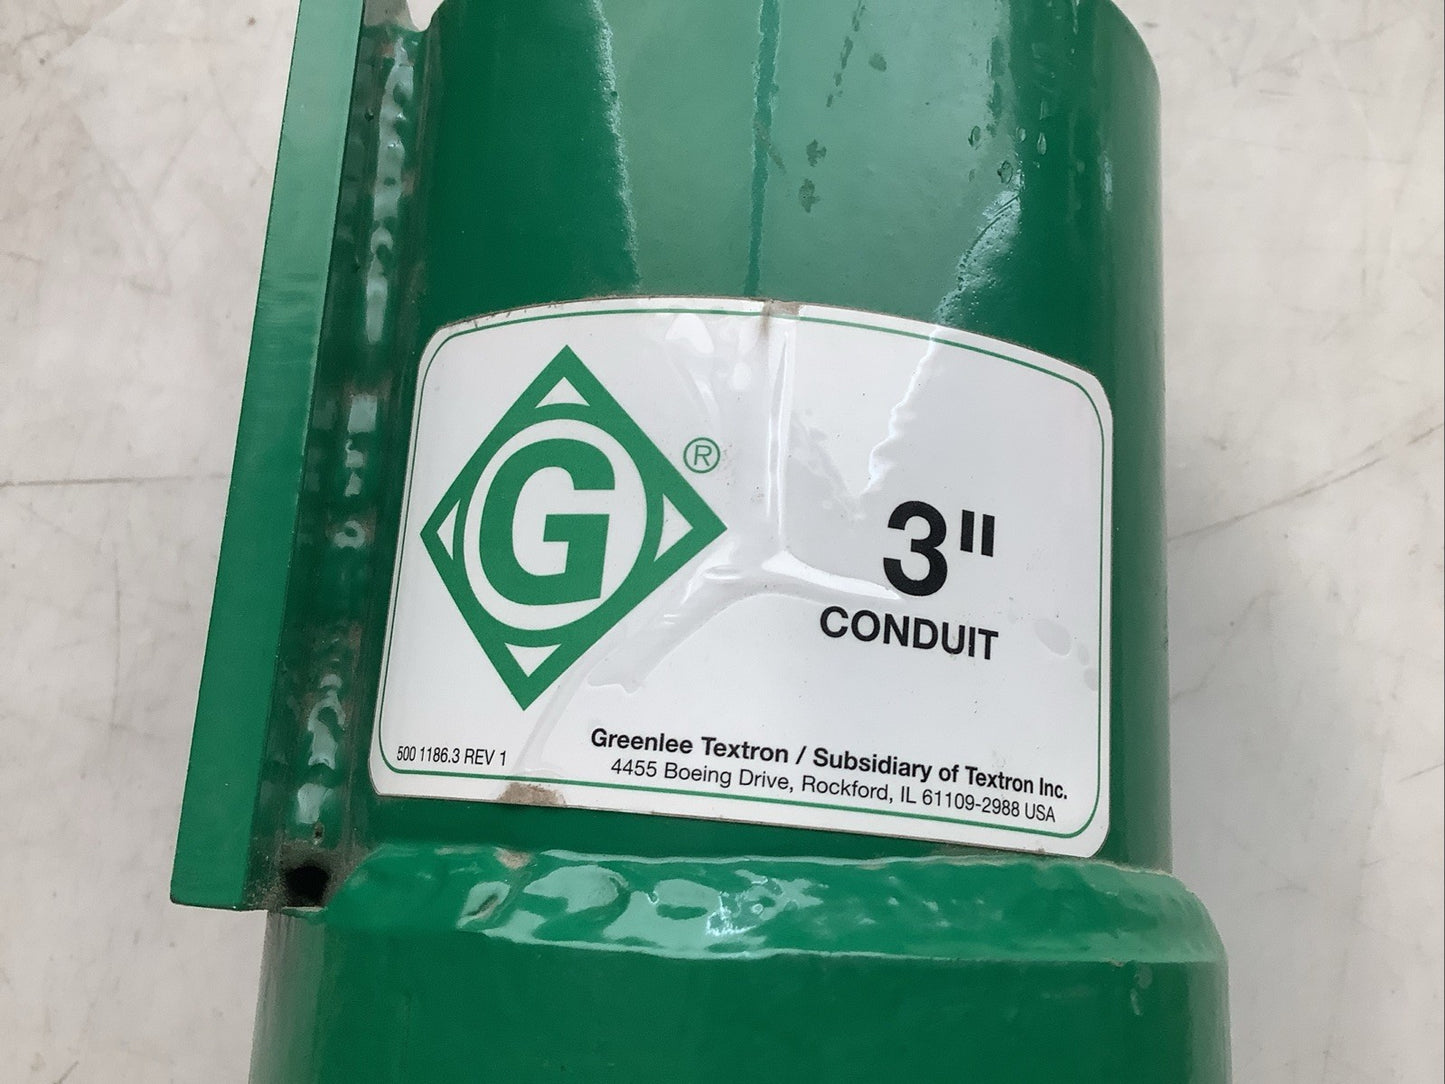 G ®
3"
CONDUIT
Greenlee Textron / Subsidiary of Textron Inc.
4455 Boeing Drive, Rockford, IL 61109-2988 USA
500 1186.3 REV 1